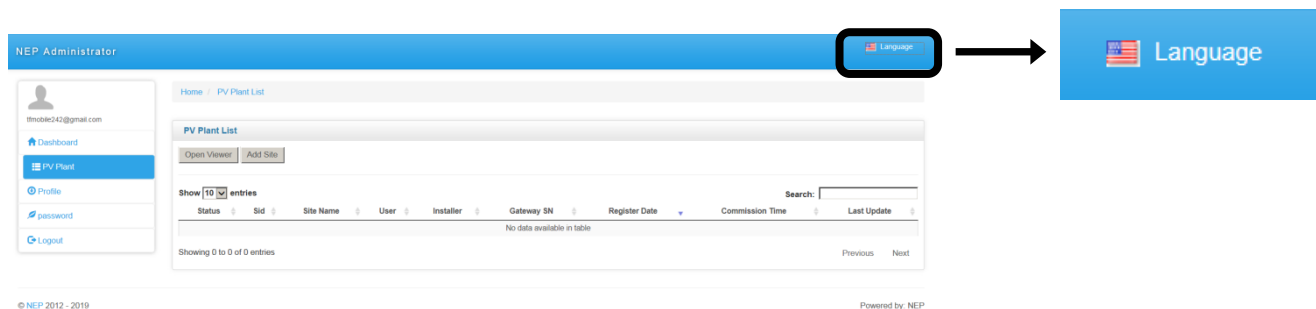 NEP Administrator
Language
Language
Home / PV Plant List
tfmobile242@gmail.com
Dashboard
PV Plant
Profile
password
Logout
PV Plant List
Open Viewer Add Site
Show 10 entries
Search:
Status Sid Site Name User Installer Gateway SN Register Date Commission Time Last Update
No data available in table
Showing 0 to 0 of 0 entries
Previous Next
© NEP 2012 - 2019
Powered by: NEP